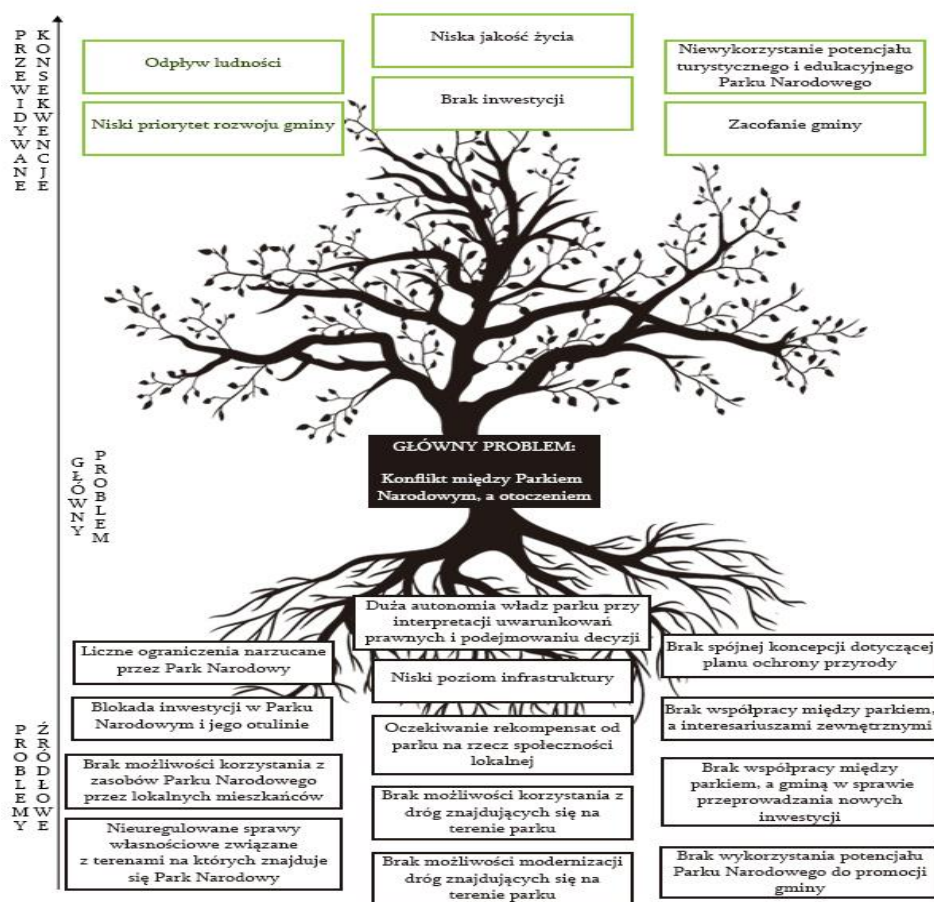 PRZEWIDYWANE
KONSEKWENCJE
Odpływ ludności
Niski priorytet rozwoju gminy
Niska jakość życia
Brak inwestycji
Niewykorzystanie potencjału
turystycznego i edukacyjnego
Parku Narodowego
Zacofanie gminy
GŁÓWNY
PROBLEM
GŁÓWNY PROBLEM:
Konflikt między Parkiem
Narodowym, a otoczeniem
PROBLEMY
ŹRÓDŁOWE
Liczne ograniczenia narzucane
przez Park Narodowy
Blokada inwestycji w Parku
Narodowym i jego otulinie
Brak możliwości korzystania z
zasobów Parku Narodowego
przez lokalnych mieszkańców
Nieuregulowane sprawy
własnościowe związane
z terenami na których znajduje
się Park Narodowy
Duża autonomia władz parku przy
interpretacji uwarunkowań
prawnych i podejmowaniu decyzji
Niski poziom infrastruktury
Oczekiwanie rekompensat od
parku na rzecz społeczności
lokalnej
Brak możliwości korzystania z
dróg znajdujących się na
terenie parku
Brak możliwości modernizacji
dróg znajdujących się na
terenie parku
Brak spójnej koncepcji dotyczącej
planu ochrony przyrody
Brak współpracy między parkiem,
a interesariuszami zewnętrznymi
Brak współpracy między
parkiem, a gminą w sprawie
przeprowadzania nowych
inwestycji
Brak wykorzystania potencjału
Parku Narodowego do promocji
gminy